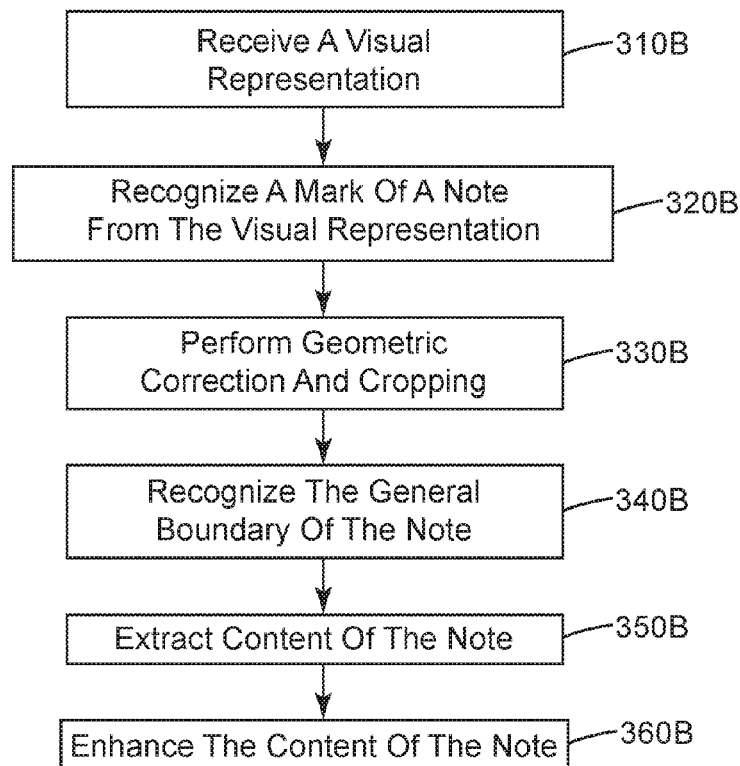 Receive A Visual
Representation
310B
Recognize A Mark Of A Note
From The Visual Representation
320B
Perform Geometric
Correction And Cropping
330B
Recognize The General
Boundary Of The Note
340B
Extract Content Of The Note
350B
Enhance The Content Of The Note
360B